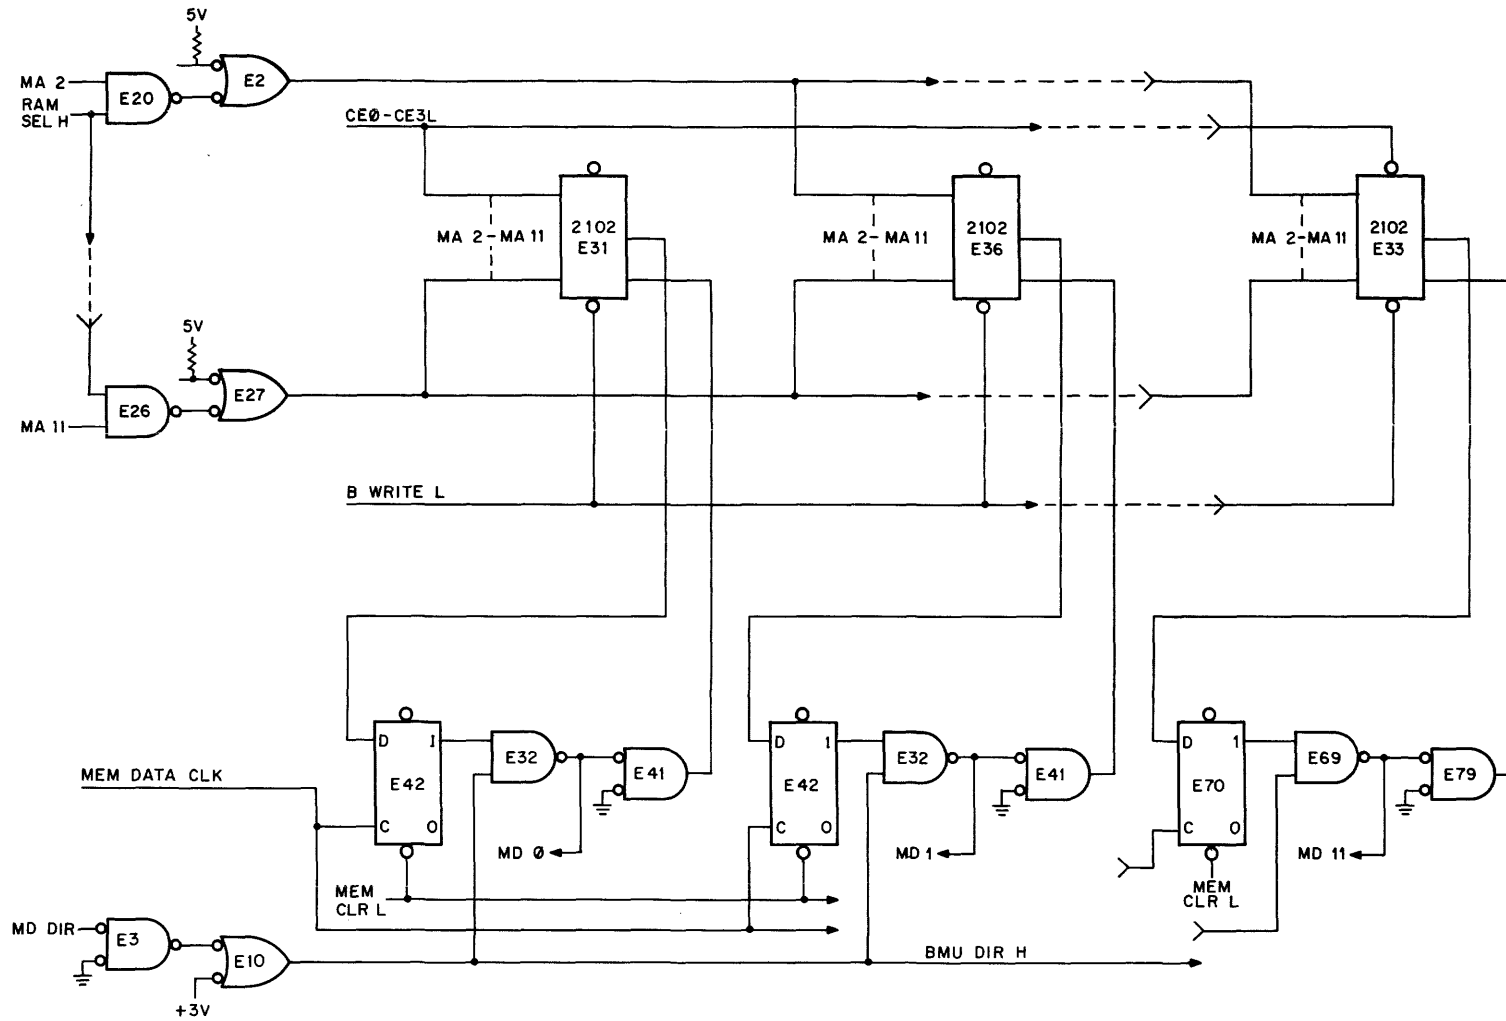 5V
MA 2
RAM
SEL H
E20
E2
CEØ-CE3L
MA 2-MA 11
2102
E31
MA 2-MA 11
2102
E36
MA 2-MA 11
2102
E33
5V
E26
E27
MA 11
B WRITE L
MEM DATA CLK
D 1
E42
C 0
E32
E41
MD Ø
D 1
E42
C 0
E32
E41
MD 1
D 1
E70
C 0
E69
E79
MD 11
MEM
CLR L
MEM
CLR L
MD DIR
E3
E10
+3V
BMU DIR H